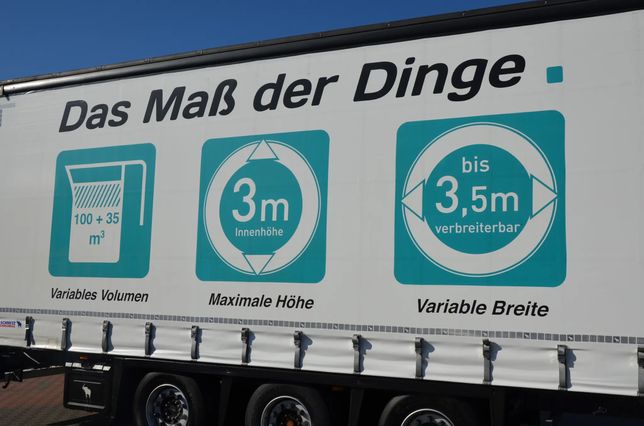 Das Maß der Dinge.
100 + 35
m³
3m
Innenhöhe
bis
3,5m
verbreiterbar
Variables Volumen
Maximale Höhe
Variable Breite